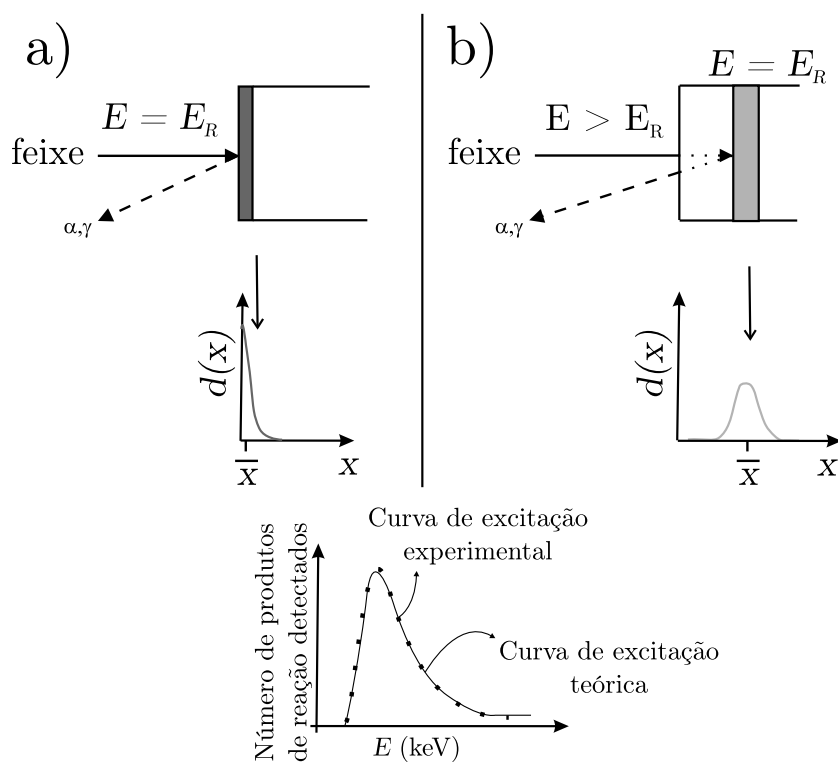 a)
E = E_R
feixe
α,γ
d(x)
x̅
x
b)
E = E_R
E > E_R
feixe
α,γ
d(x)
x̅
x
Curva de excitação
experimental
Número de produtos
de reação detectados
Curva de excitação
teórica
E (keV)